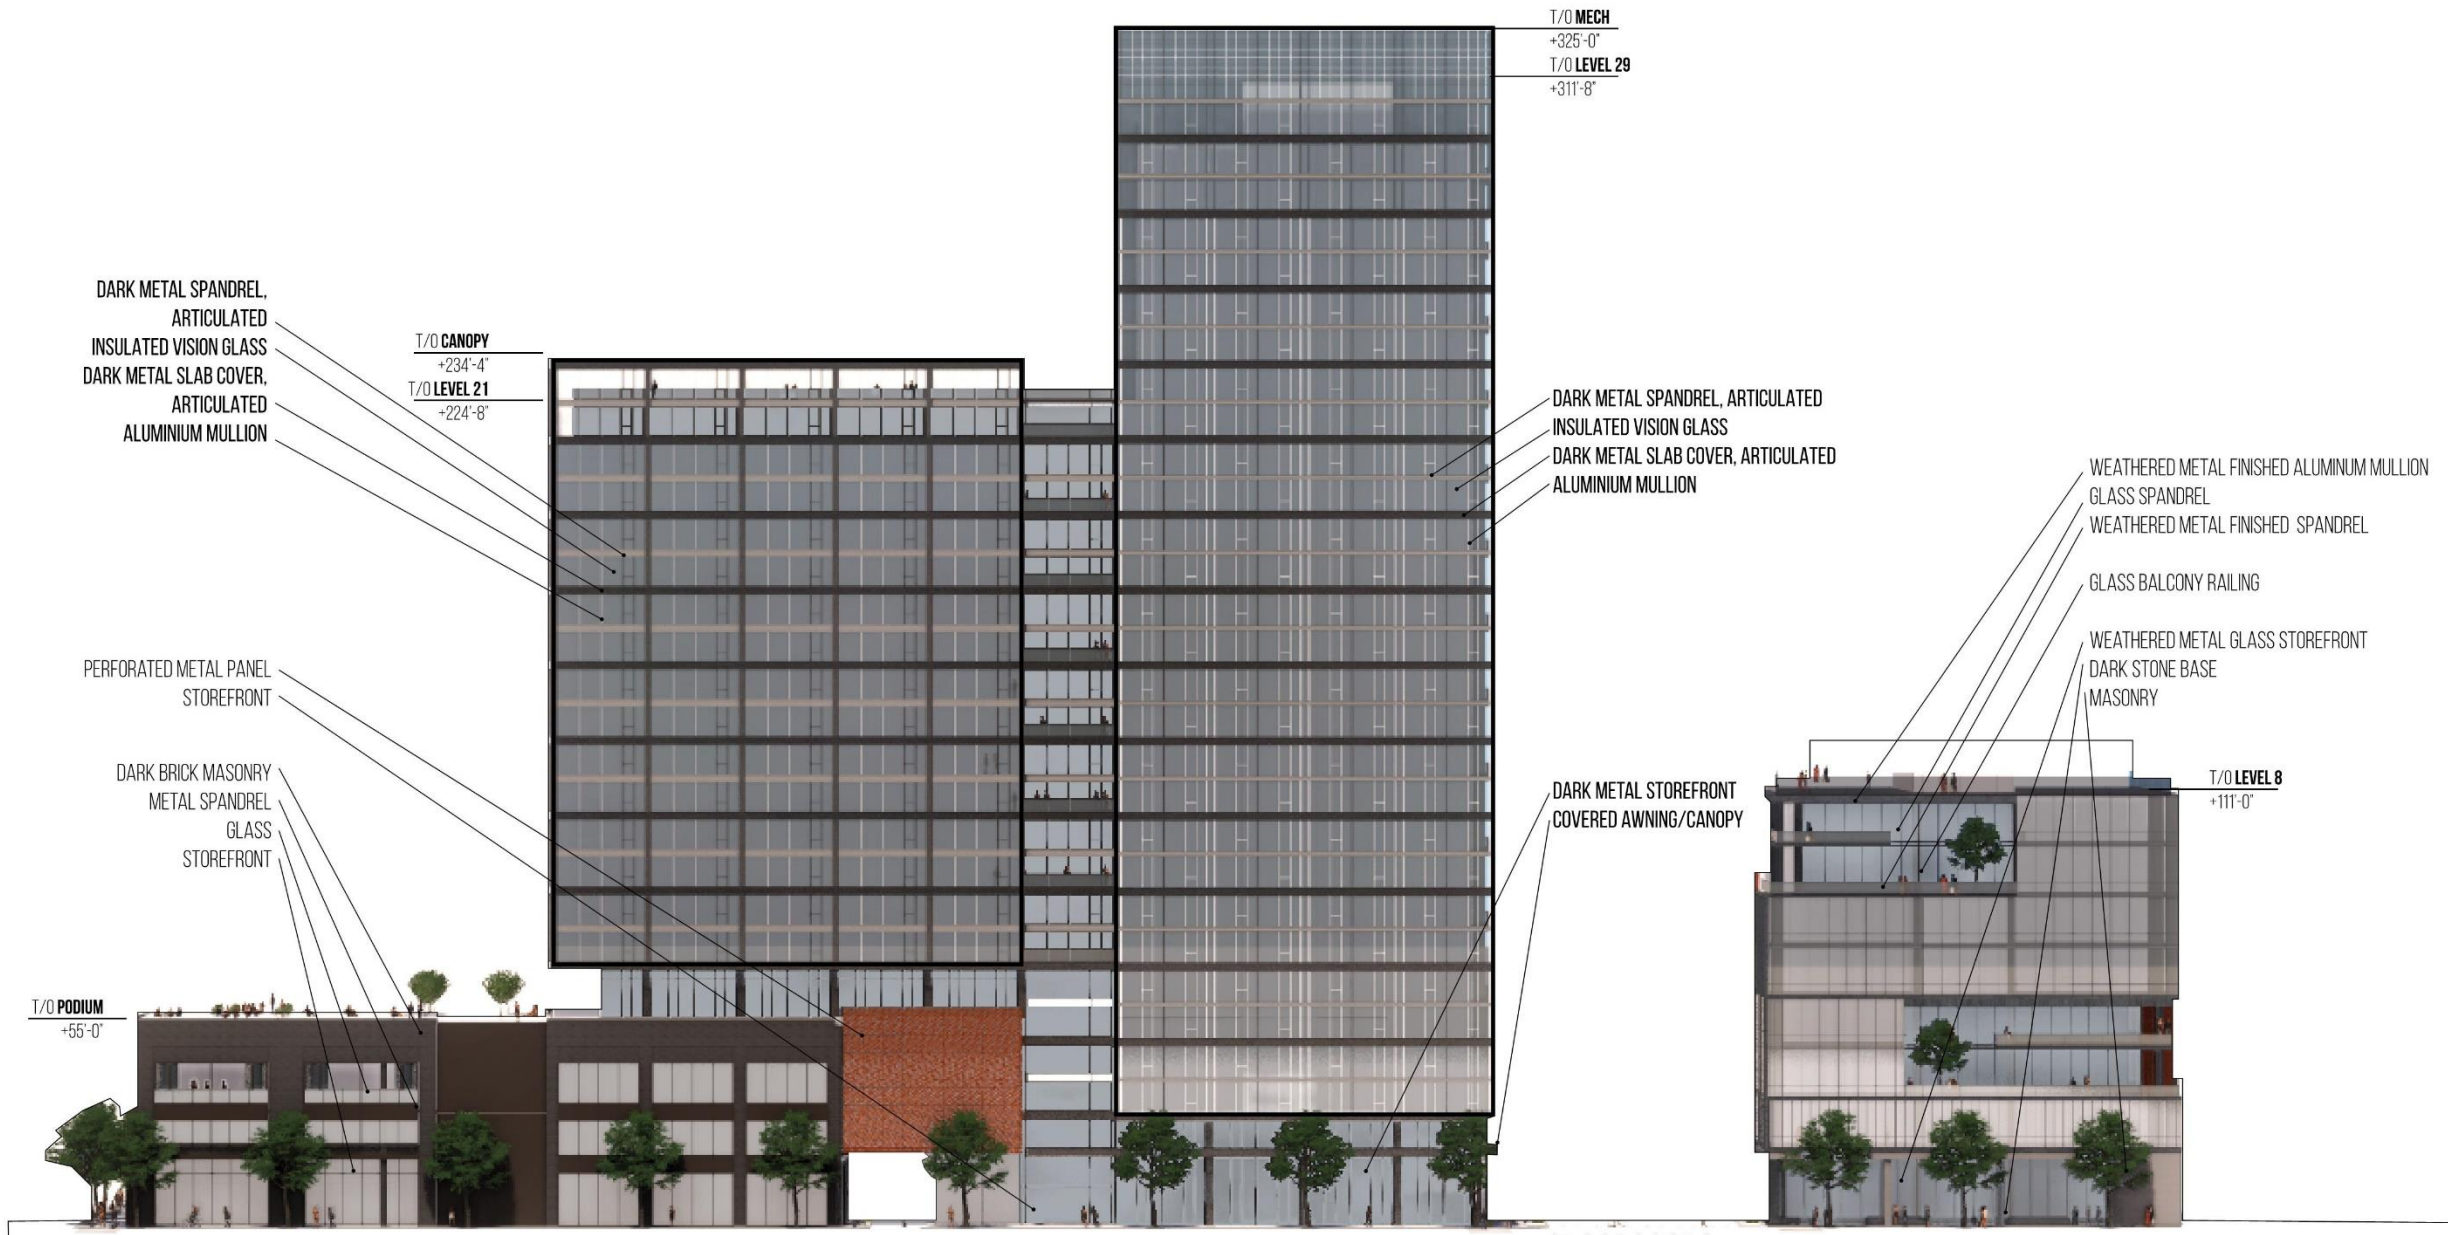 T/O MECH
+325'-0"
T/O LEVEL 29
+311'-8"
DARK METAL SPANDREL,
ARTICULATED
INSULATED VISION GLASS
DARK METAL SLAB COVER,
ARTICULATED
ALUMINIUM MULLION
T/O CANOPY
+234'-4"
T/O LEVEL 21
+224'-8"
DARK METAL SPANDREL, ARTICULATED
INSULATED VISION GLASS
DARK METAL SLAB COVER, ARTICULATED
ALUMINIUM MULLION
WEATHERED METAL FINISHED ALUMINUM MULLION
GLASS SPANDREL
WEATHERED METAL FINISHED SPANDREL
GLASS BALCONY RAILING
WEATHERED METAL GLASS STOREFRONT
DARK STONE BASE
MASONRY
PERFORATED METAL PANEL
STOREFRONT
DARK BRICK MASONRY
METAL SPANDREL
GLASS
STOREFRONT
DARK METAL STOREFRONT
COVERED AWNING/CANOPY
T/O LEVEL 8
+111'-0"
T/O PODIUM
+55'-0"